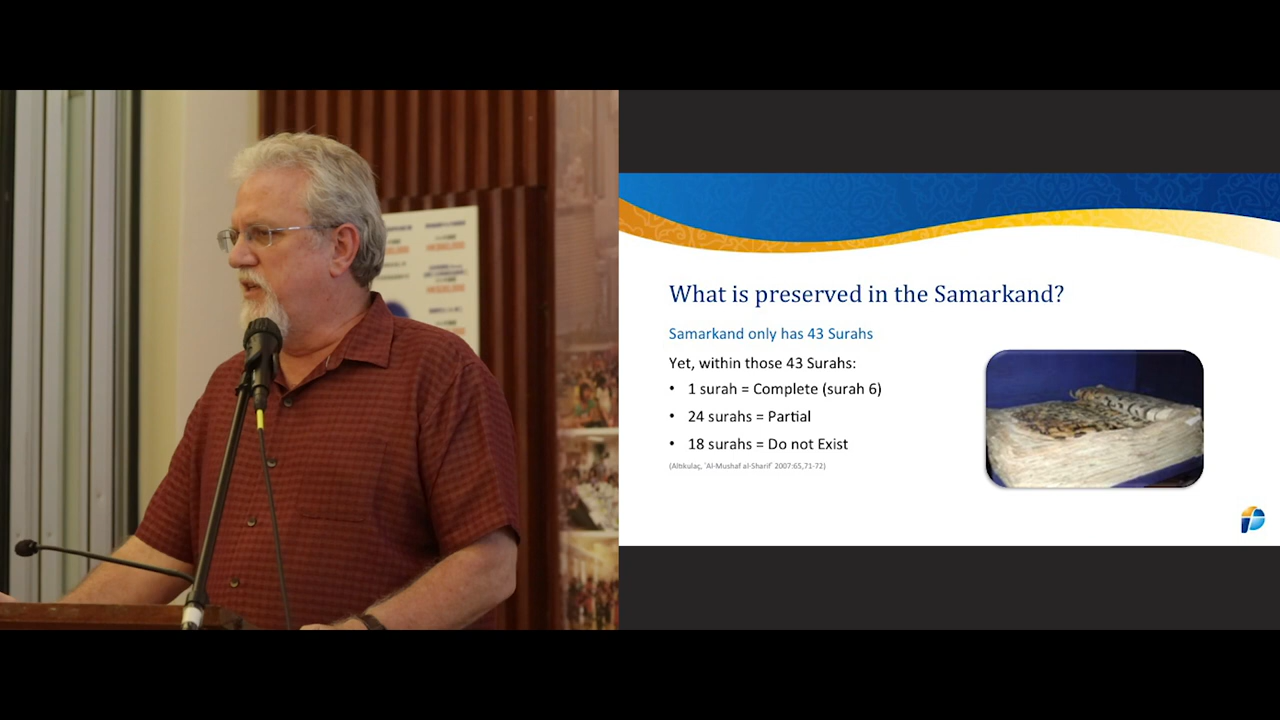 What is preserved in the Samarkand?
Samarkand only has 43 Surahs
Yet, within those 43 Surahs:
• 1 surah = Complete (surah 6)
• 24 surahs = Partial
• 18 surahs = Do not Exist
(Altıkulaç, 'Al-Mushaf al-Sharif' 2007:65,71-72)